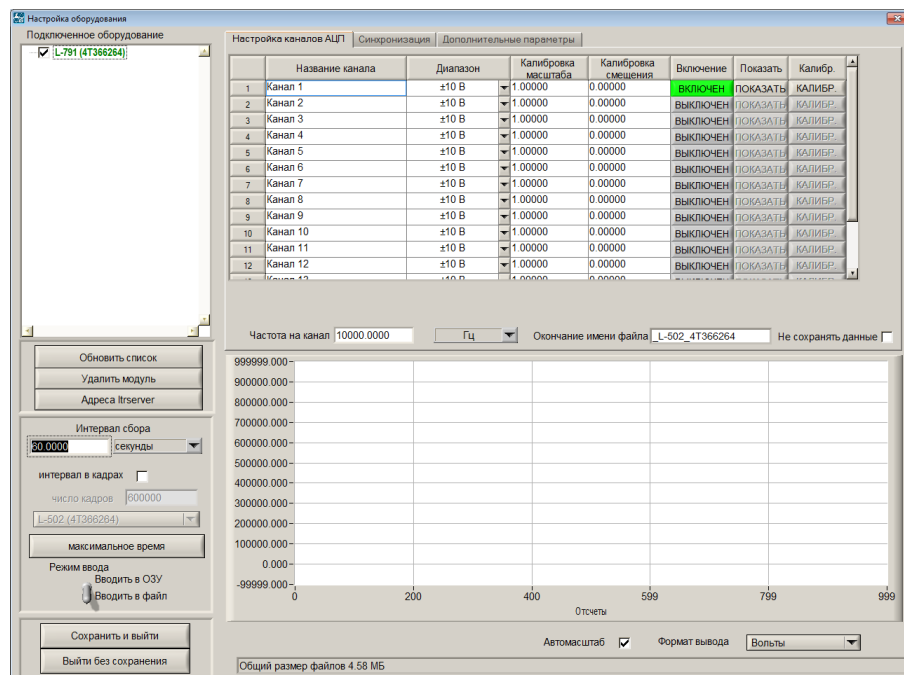 Настройка оборудования
Подключенное оборудование
L-791 (4T366264)
Обновить список
Удалить модуль
Адреса ltrserver
Интервал сбора
60.0000 секунды
интервал в кадрах
число кадров 600000
L-502 (4T366264)
максимальное время
Режим ввода
Вводить в ОЗУ
Вводить в файл
Сохранить и выйти
Выйти без сохранения
Настройка каналов АЦП Синхронизация Дополнительные параметры
Название канала Диапазон Калибровка масштаба Калибровка смещения Включение Показать Калибр.
1 Канал 1 ±10 В 1.00000 0.00000 ВКЛЮЧЕН ПОКАЗАТЬ КАЛИБР.
2 Канал 2 ±10 В 1.00000 0.00000 ВЫКЛЮЧЕН ПОКАЗАТЬ КАЛИБР.
3 Канал 3 ±10 В 1.00000 0.00000 ВЫКЛЮЧЕН ПОКАЗАТЬ КАЛИБР.
4 Канал 4 ±10 В 1.00000 0.00000 ВЫКЛЮЧЕН ПОКАЗАТЬ КАЛИБР.
5 Канал 5 ±10 В 1.00000 0.00000 ВЫКЛЮЧЕН ПОКАЗАТЬ КАЛИБР.
6 Канал 6 ±10 В 1.00000 0.00000 ВЫКЛЮЧЕН ПОКАЗАТЬ КАЛИБР.
7 Канал 7 ±10 В 1.00000 0.00000 ВЫКЛЮЧЕН ПОКАЗАТЬ КАЛИБР.
8 Канал 8 ±10 В 1.00000 0.00000 ВЫКЛЮЧЕН ПОКАЗАТЬ КАЛИБР.
9 Канал 9 ±10 В 1.00000 0.00000 ВЫКЛЮЧЕН ПОКАЗАТЬ КАЛИБР.
10 Канал 10 ±10 В 1.00000 0.00000 ВЫКЛЮЧЕН ПОКАЗАТЬ КАЛИБР.
11 Канал 11 ±10 В 1.00000 0.00000 ВЫКЛЮЧЕН ПОКАЗАТЬ КАЛИБР.
12 Канал 12 ±10 В 1.00000 0.00000 ВЫКЛЮЧЕН ПОКАЗАТЬ КАЛИБР.
Частота на канал 10000.0000 Гц Окончание имени файла _L-502_4T366264 Не сохранять данные
999999.000
900000.000
800000.000
700000.000
600000.000
500000.000
400000.000
300000.000
200000.000
100000.000
0.000
-99999.000
0 200 400 599 799 999
Отсчеты
Автомасштаб Формат вывода Вольты
Общий размер файлов 4.58 МБ